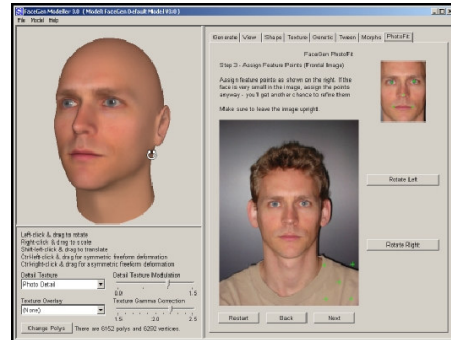 FaceGen Modeller 3.0 ( Model: FaceGen Default Model V3.0 )
File Model Help
Generate View Shape Texture Genetic Tween Morphs PhotoFit
FaceGen PhotoFit
Step 3 - Assign Feature Points (Frontal Image)
Assign feature points as shown on the right. If the
face is very small in the image, assign the points
anyway - you'll get another chance to refine them
Make sure to leave the image upright.
Rotate Left
Rotate Right
Restart
Back
Next
Left-click & drag to rotate
Right-click & drag to scale
Shift-left-click & drag to translate
Ctrl-left-click & drag for symmetric freeform deformation
Ctrl-right-click & drag for asymmetric freeform deformation
Detail Texture
Photo Detail
Detail Texture Modulation
0.0 1.5
Texture Overlay
(None)
Texture Gamma Correction
1.5 2.0 2.5
Change Polys
There are 6152 polys and 6292 vertices.